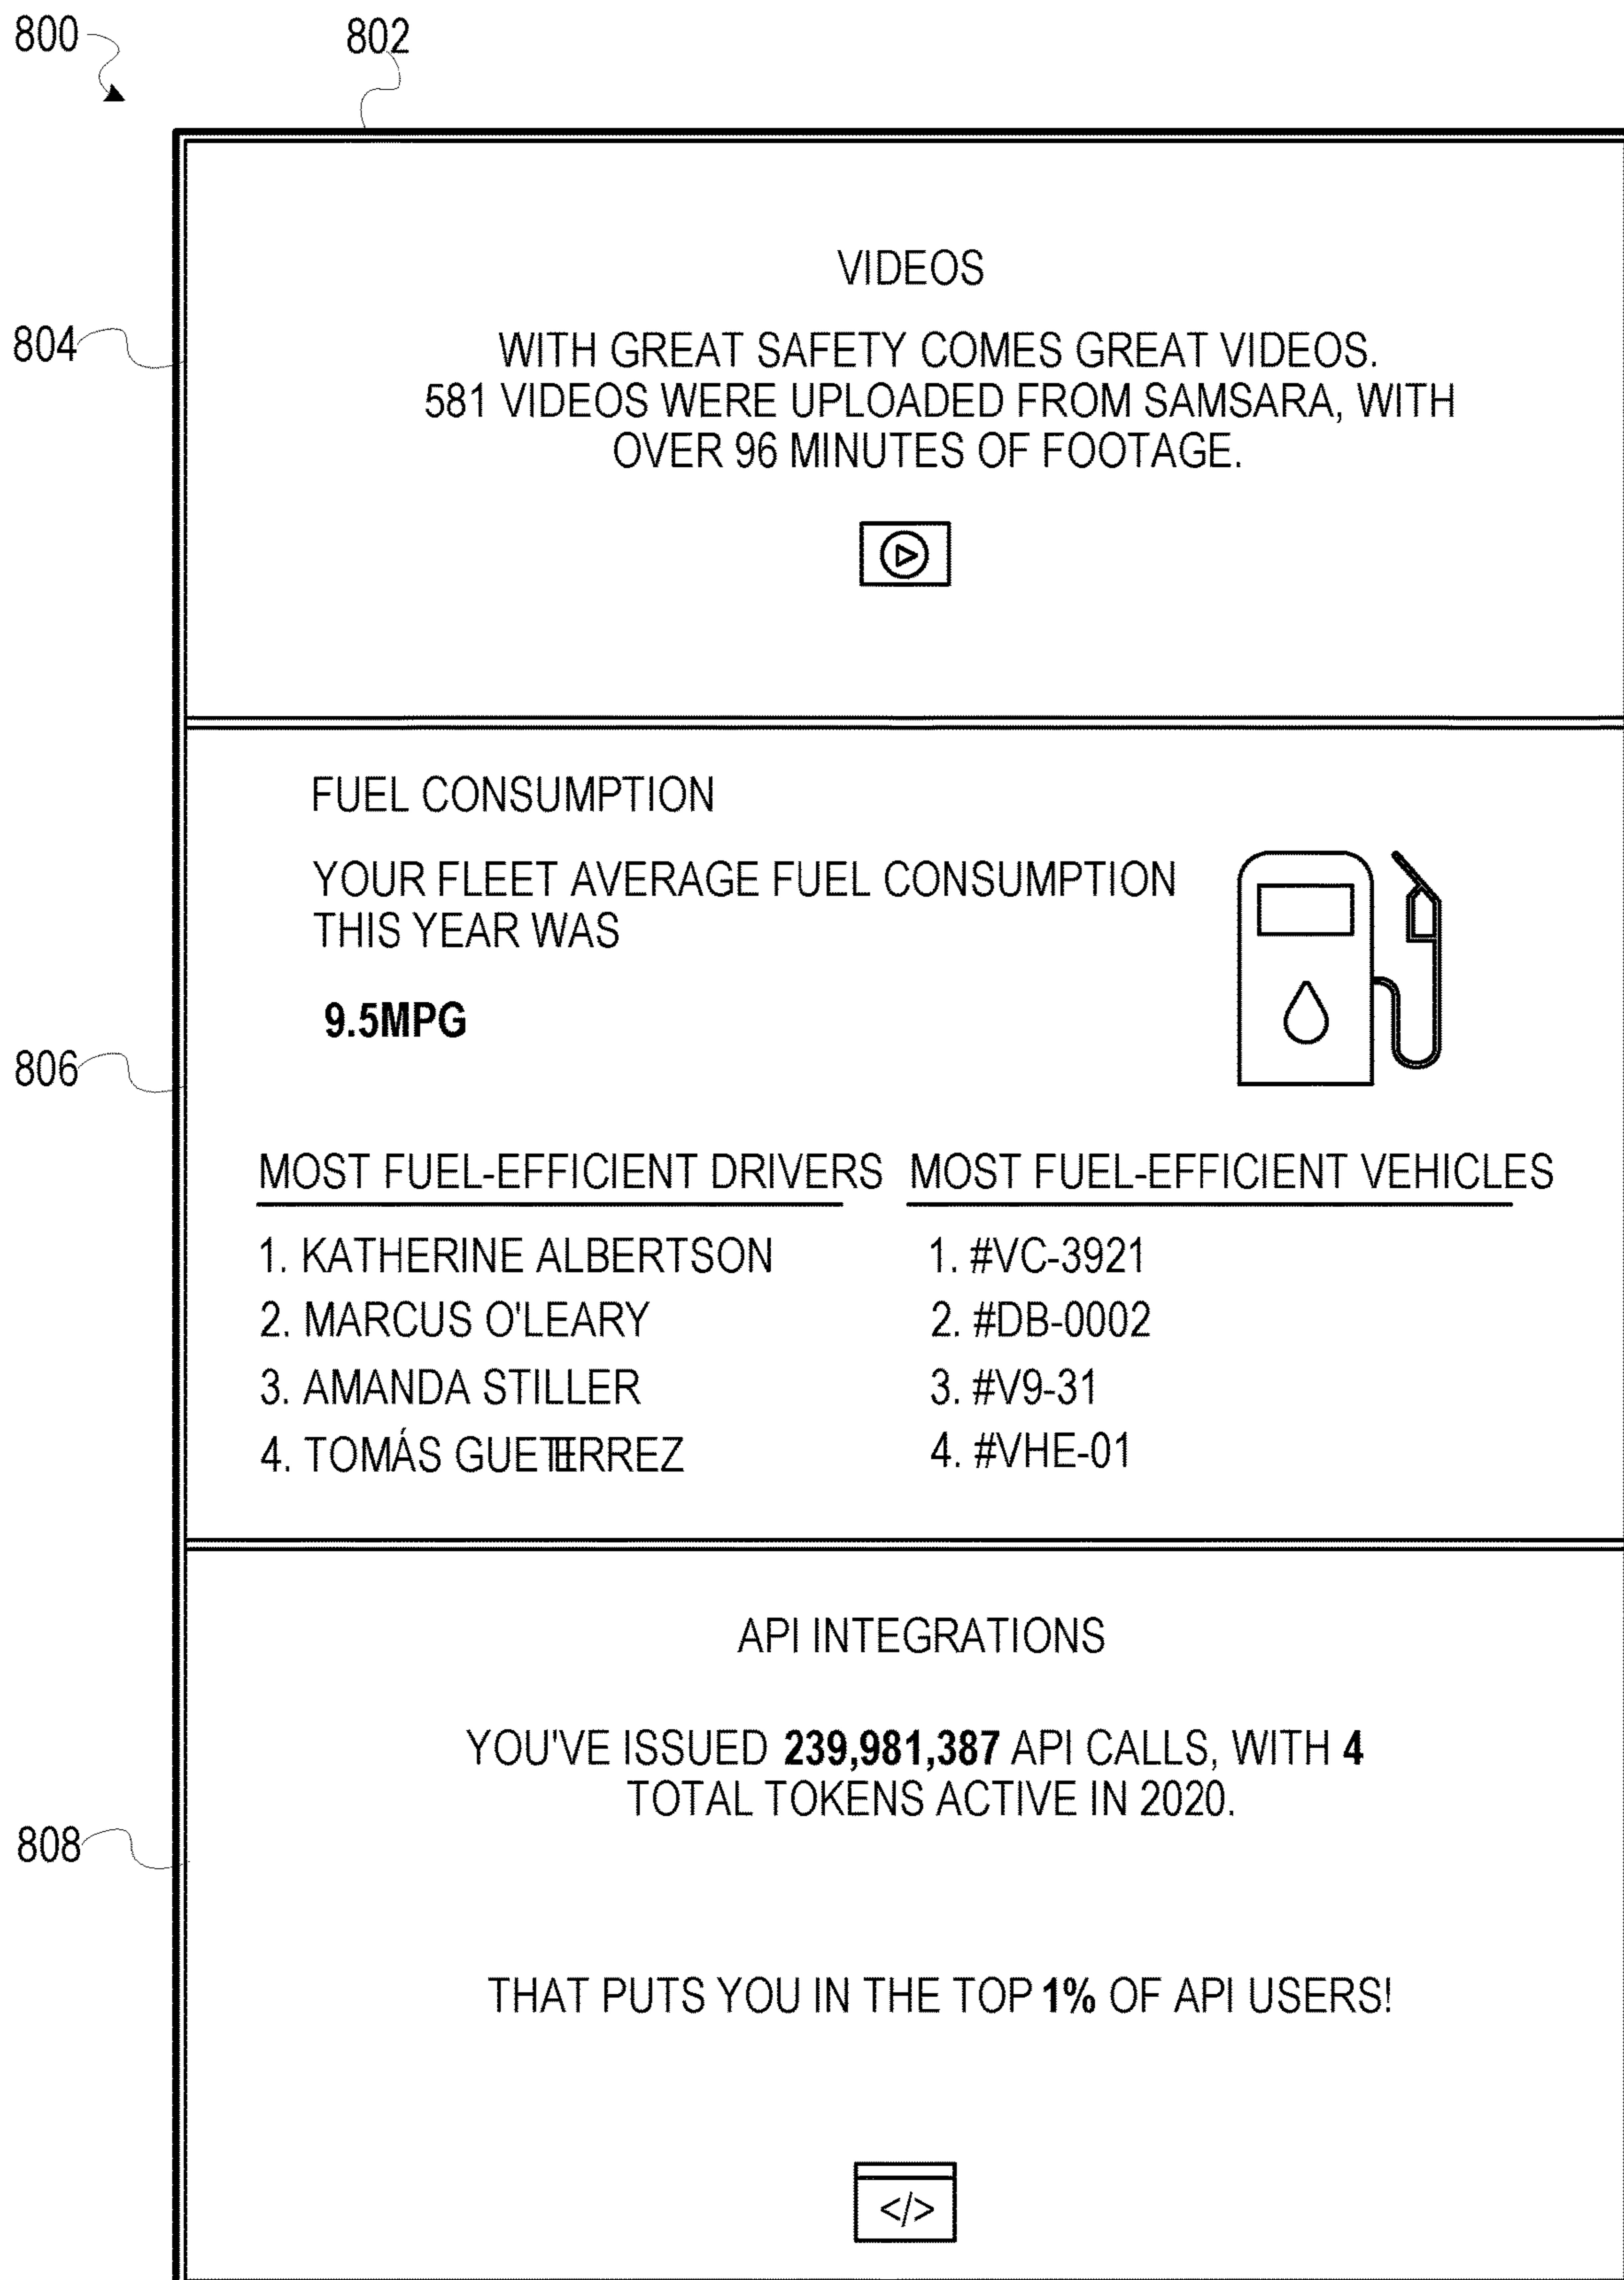 800
802
VIDEOS
804
WITH GREAT SAFETY COMES GREAT VIDEOS.
581 VIDEOS WERE UPLOADED FROM SAMSARA, WITH
OVER 96 MINUTES OF FOOTAGE.
FUEL CONSUMPTION
YOUR FLEET AVERAGE FUEL CONSUMPTION
THIS YEAR WAS
9.5MPG
806
MOST FUEL-EFFICIENT DRIVERS
1. KATHERINE ALBERTSON
2. MARCUS O'LEARY
3. AMANDA STILLER
4. TOMÁS
MOST FUEL-EFFICIENT VEHICLES
1. #VC-3921
2. #DB-0002
3. #V9-31
4. #VHE-01
API INTEGRATIONS
YOU'VE ISSUED 239,981,387 API CALLS, WITH 4
TOTAL TOKENS ACTIVE IN 2020.
808
THAT PUTS YOU IN THE TOP 1% OF API USERS!
</>